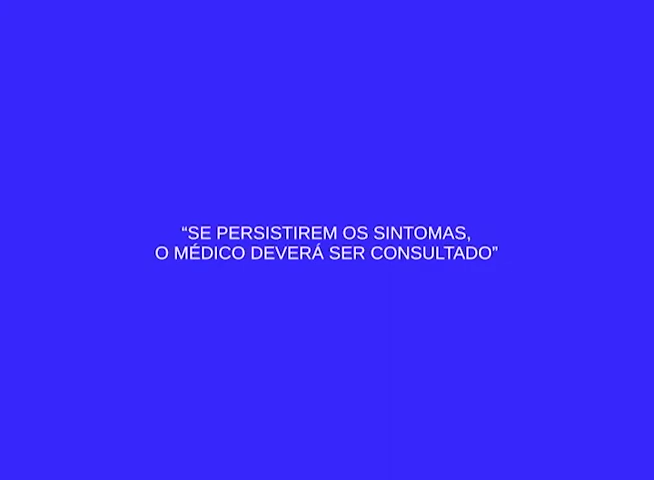 “SE PERSISTIREM OS SINTOMAS,
O MÉDICO DEVERÁ SER CONSULTADO”